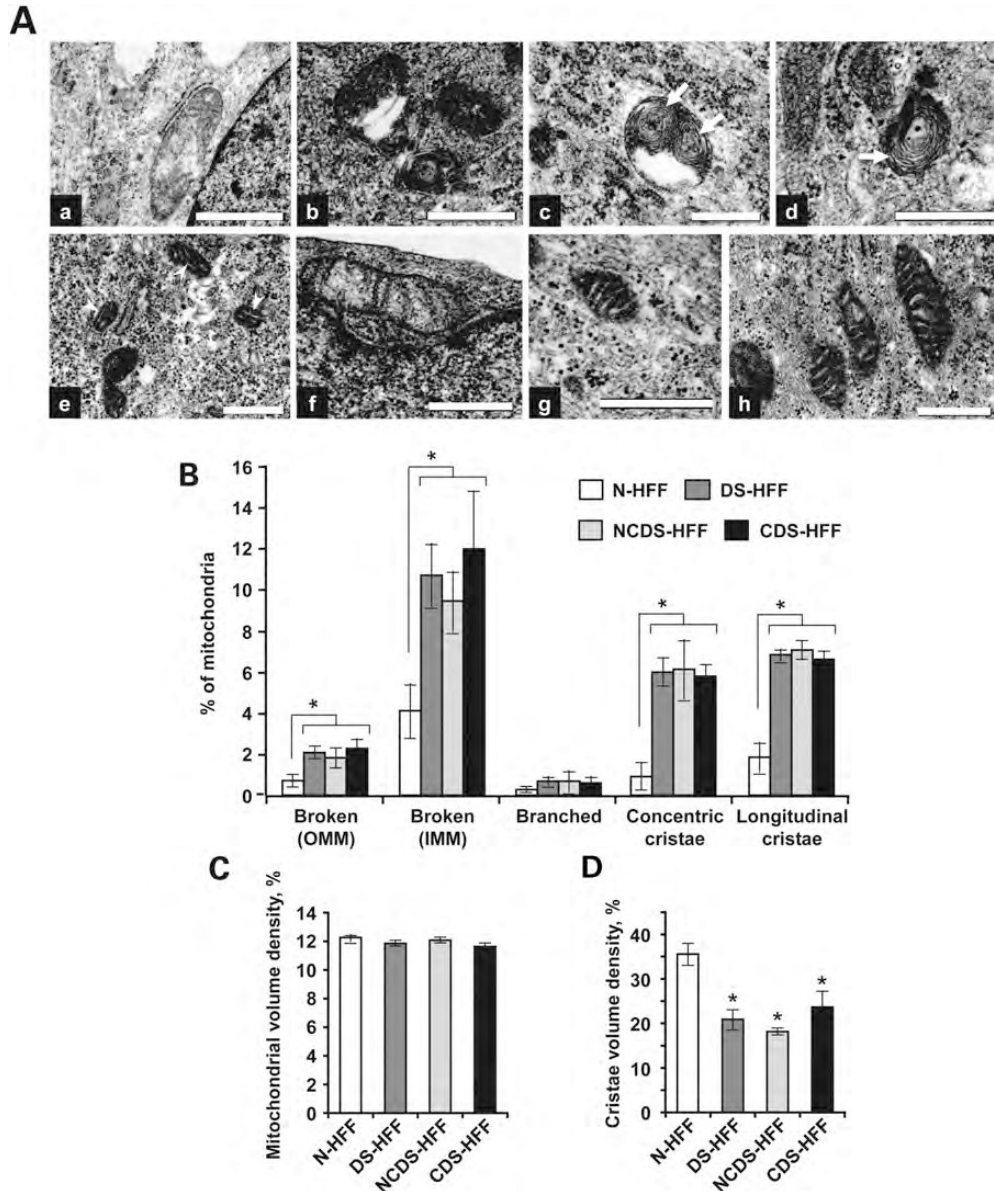 A
a b c d
e f g h
B
16
14
12
10
8
6
4
2
0
% of mitochondria
* * * *
N-HFF DS-HFF
NCDS-HFF CDS-HFF
Broken Broken Branched Concentric Longitudinal
(OMM) (IMM) cristae cristae
C
Mitochondrial volume density, %
14
12
10
8
6
4
2
0
N-HFF DS-HFF NCDS-HFF CDS-HFF
D
Cristae volume density, %
40
30
20
10
0
* * *
N-HFF DS-HFF NCDS-HFF CDS-HFF